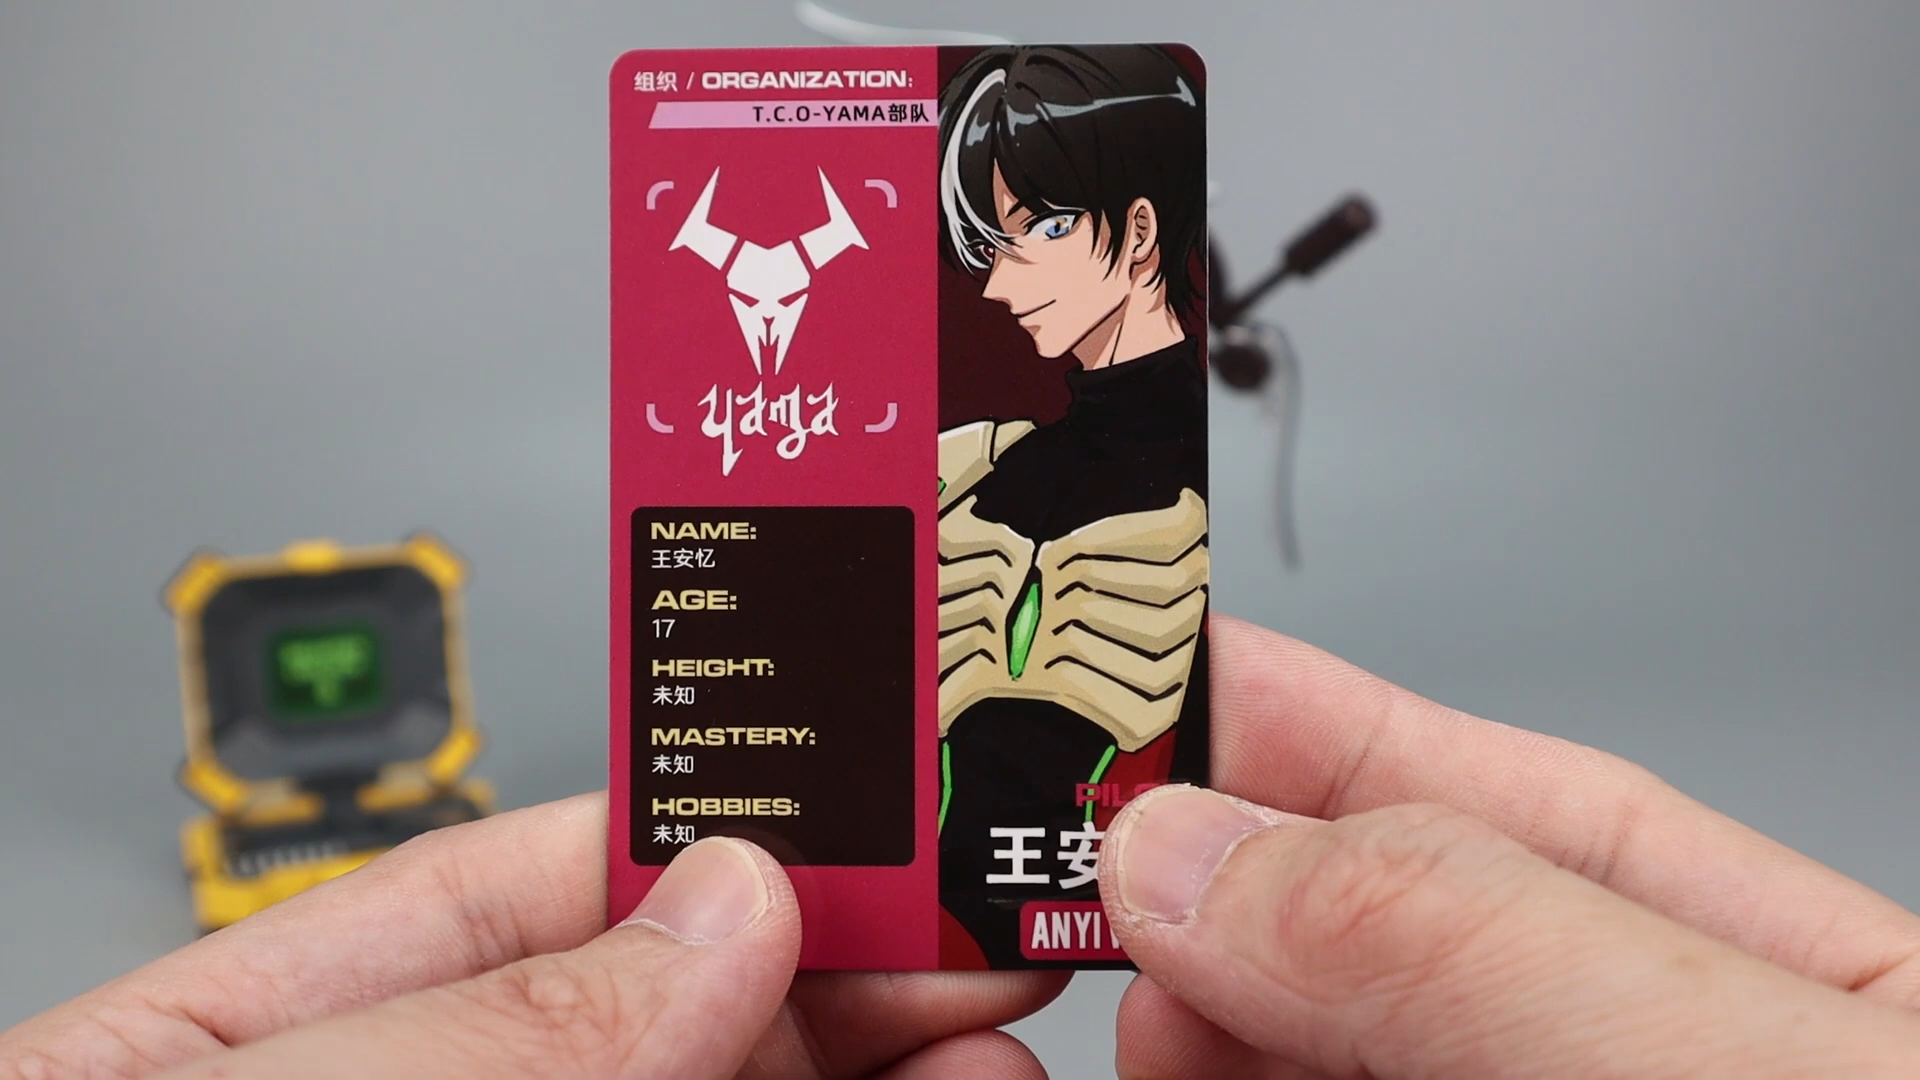 组织 / ORGANIZATION:
T.C.O-YAMA部队
yama
NAME:
王安忆
AGE:
17
HEIGHT:
未知
MASTERY:
未知
HOBBIES:
未知
王安
ANYI